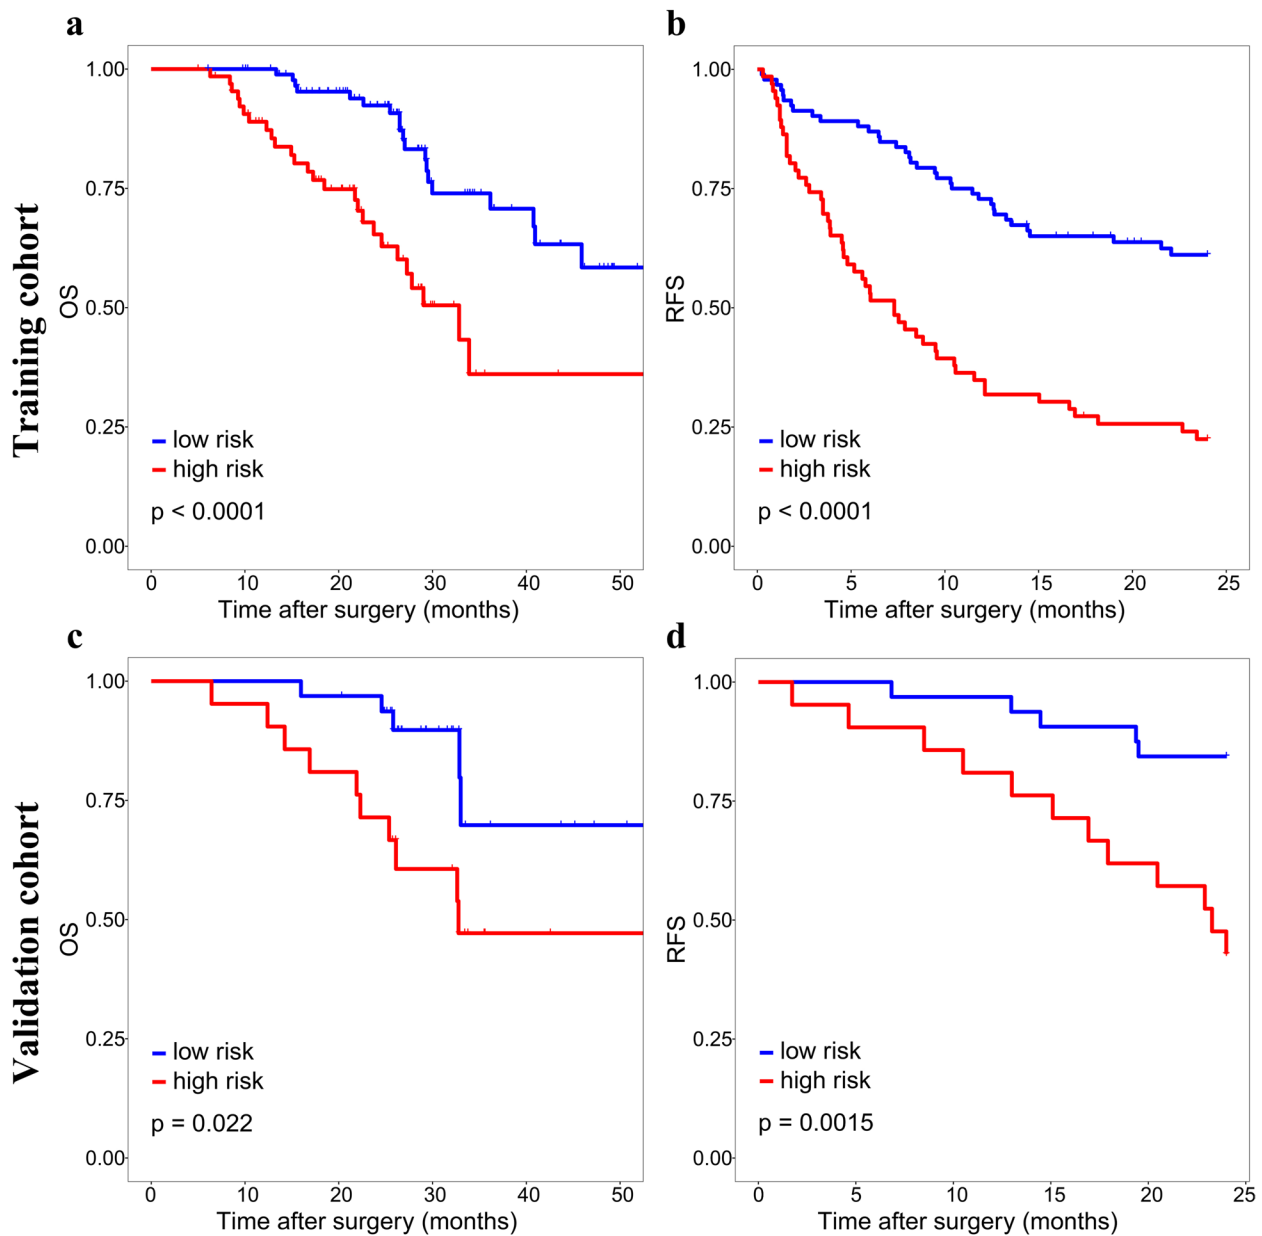 a
b
Training cohort
OS
1.00
0.75
0.50
0.25
0.00
low risk
high risk
p < 0.0001
0 10 20 30 40 50
Time after surgery (months)
RFS
1.00
0.75
0.50
0.25
0.00
low risk
high risk
p < 0.0001
0 5 10 15 20 25
Time after surgery (months)
c
d
Validation cohort
OS
1.00
0.75
0.50
0.25
0.00
low risk
high risk
p = 0.022
0 10 20 30 40 50
Time after surgery (months)
RFS
1.00
0.75
0.50
0.25
0.00
low risk
high risk
p = 0.0015
0 5 10 15 20 25
Time after surgery (months)